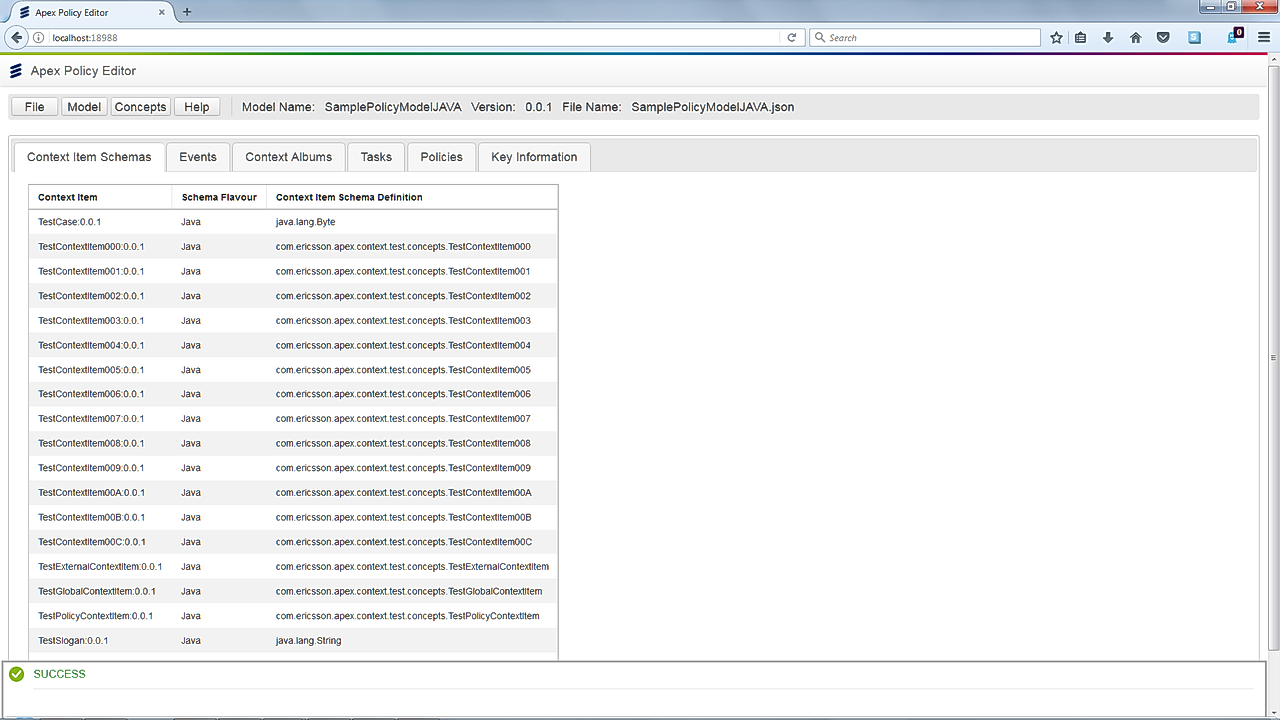 Apex Policy Editor
localhost:18988
Search
S
0
Apex Policy Editor
File Model Concepts Help Model Name: SamplePolicyModelJAVA Version: 0.0.1 File Name: SamplePolicyModelJAVA.json
Context Item Schemas Events Context Albums Tasks Policies Key Information
Context Item Schema Flavour Context Item Schema Definition
TestCase:0.0.1 Java java.lang.Byte
TestContextItem000:0.0.1 Java com.ericsson.apex.context.test.concepts.TestContextItem000
TestContextItem001:0.0.1 Java com.ericsson.apex.context.test.concepts.TestContextItem001
TestContextItem002:0.0.1 Java com.ericsson.apex.context.test.concepts.TestContextItem002
TestContextItem003:0.0.1 Java com.ericsson.apex.context.test.concepts.TestContextItem003
TestContextItem004:0.0.1 Java com.ericsson.apex.context.test.concepts.TestContextItem004
TestContextItem005:0.0.1 Java com.ericsson.apex.context.test.concepts.TestContextItem005
TestContextItem006:0.0.1 Java com.ericsson.apex.context.test.concepts.TestContextItem006
TestContextItem007:0.0.1 Java com.ericsson.apex.context.test.concepts.TestContextItem007
TestContextItem008:0.0.1 Java com.ericsson.apex.context.test.concepts.TestContextItem008
TestContextItem009:0.0.1 Java com.ericsson.apex.context.test.concepts.TestContextItem009
TestContextItem00A:0.0.1 Java com.ericsson.apex.context.test.concepts.TestContextItem00A
TestContextItem00B:0.0.1 Java com.ericsson.apex.context.test.concepts.TestContextItem00B
TestContextItem00C:0.0.1 Java com.ericsson.apex.context.test.concepts.TestContextItem00C
TestExternalContextItem:0.0.1 Java com.ericsson.apex.context.test.concepts.TestExternalContextItem
TestGlobalContextItem:0.0.1 Java com.ericsson.apex.context.test.concepts.TestGlobalContextItem
TestPolicyContextItem:0.0.1 Java com.ericsson.apex.context.test.concepts.TestPolicyContextItem
TestSlogan:0.0.1 Java java.lang.String
SUCCESS